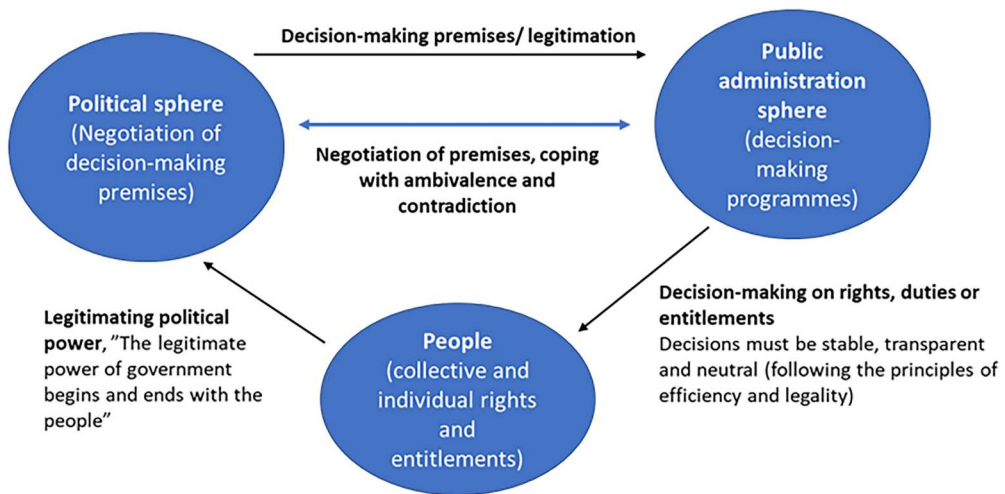 Decision-making premises/ legitimation
Political sphere
(Negotiation of
decision-making
premises)
Public
administration
sphere
(decision-
making
programmes)
Negotiation of premises, coping
with ambivalence and
contradiction
Legitimating political
power, ”The legitimate
power of government
begins and ends with the
people”
People
(collective and
individual rights
and
entitlements)
Decision-making on rights, duties or
entitlements
Decisions must be stable, transparent
and neutral (following the principles of
efficiency and legality)